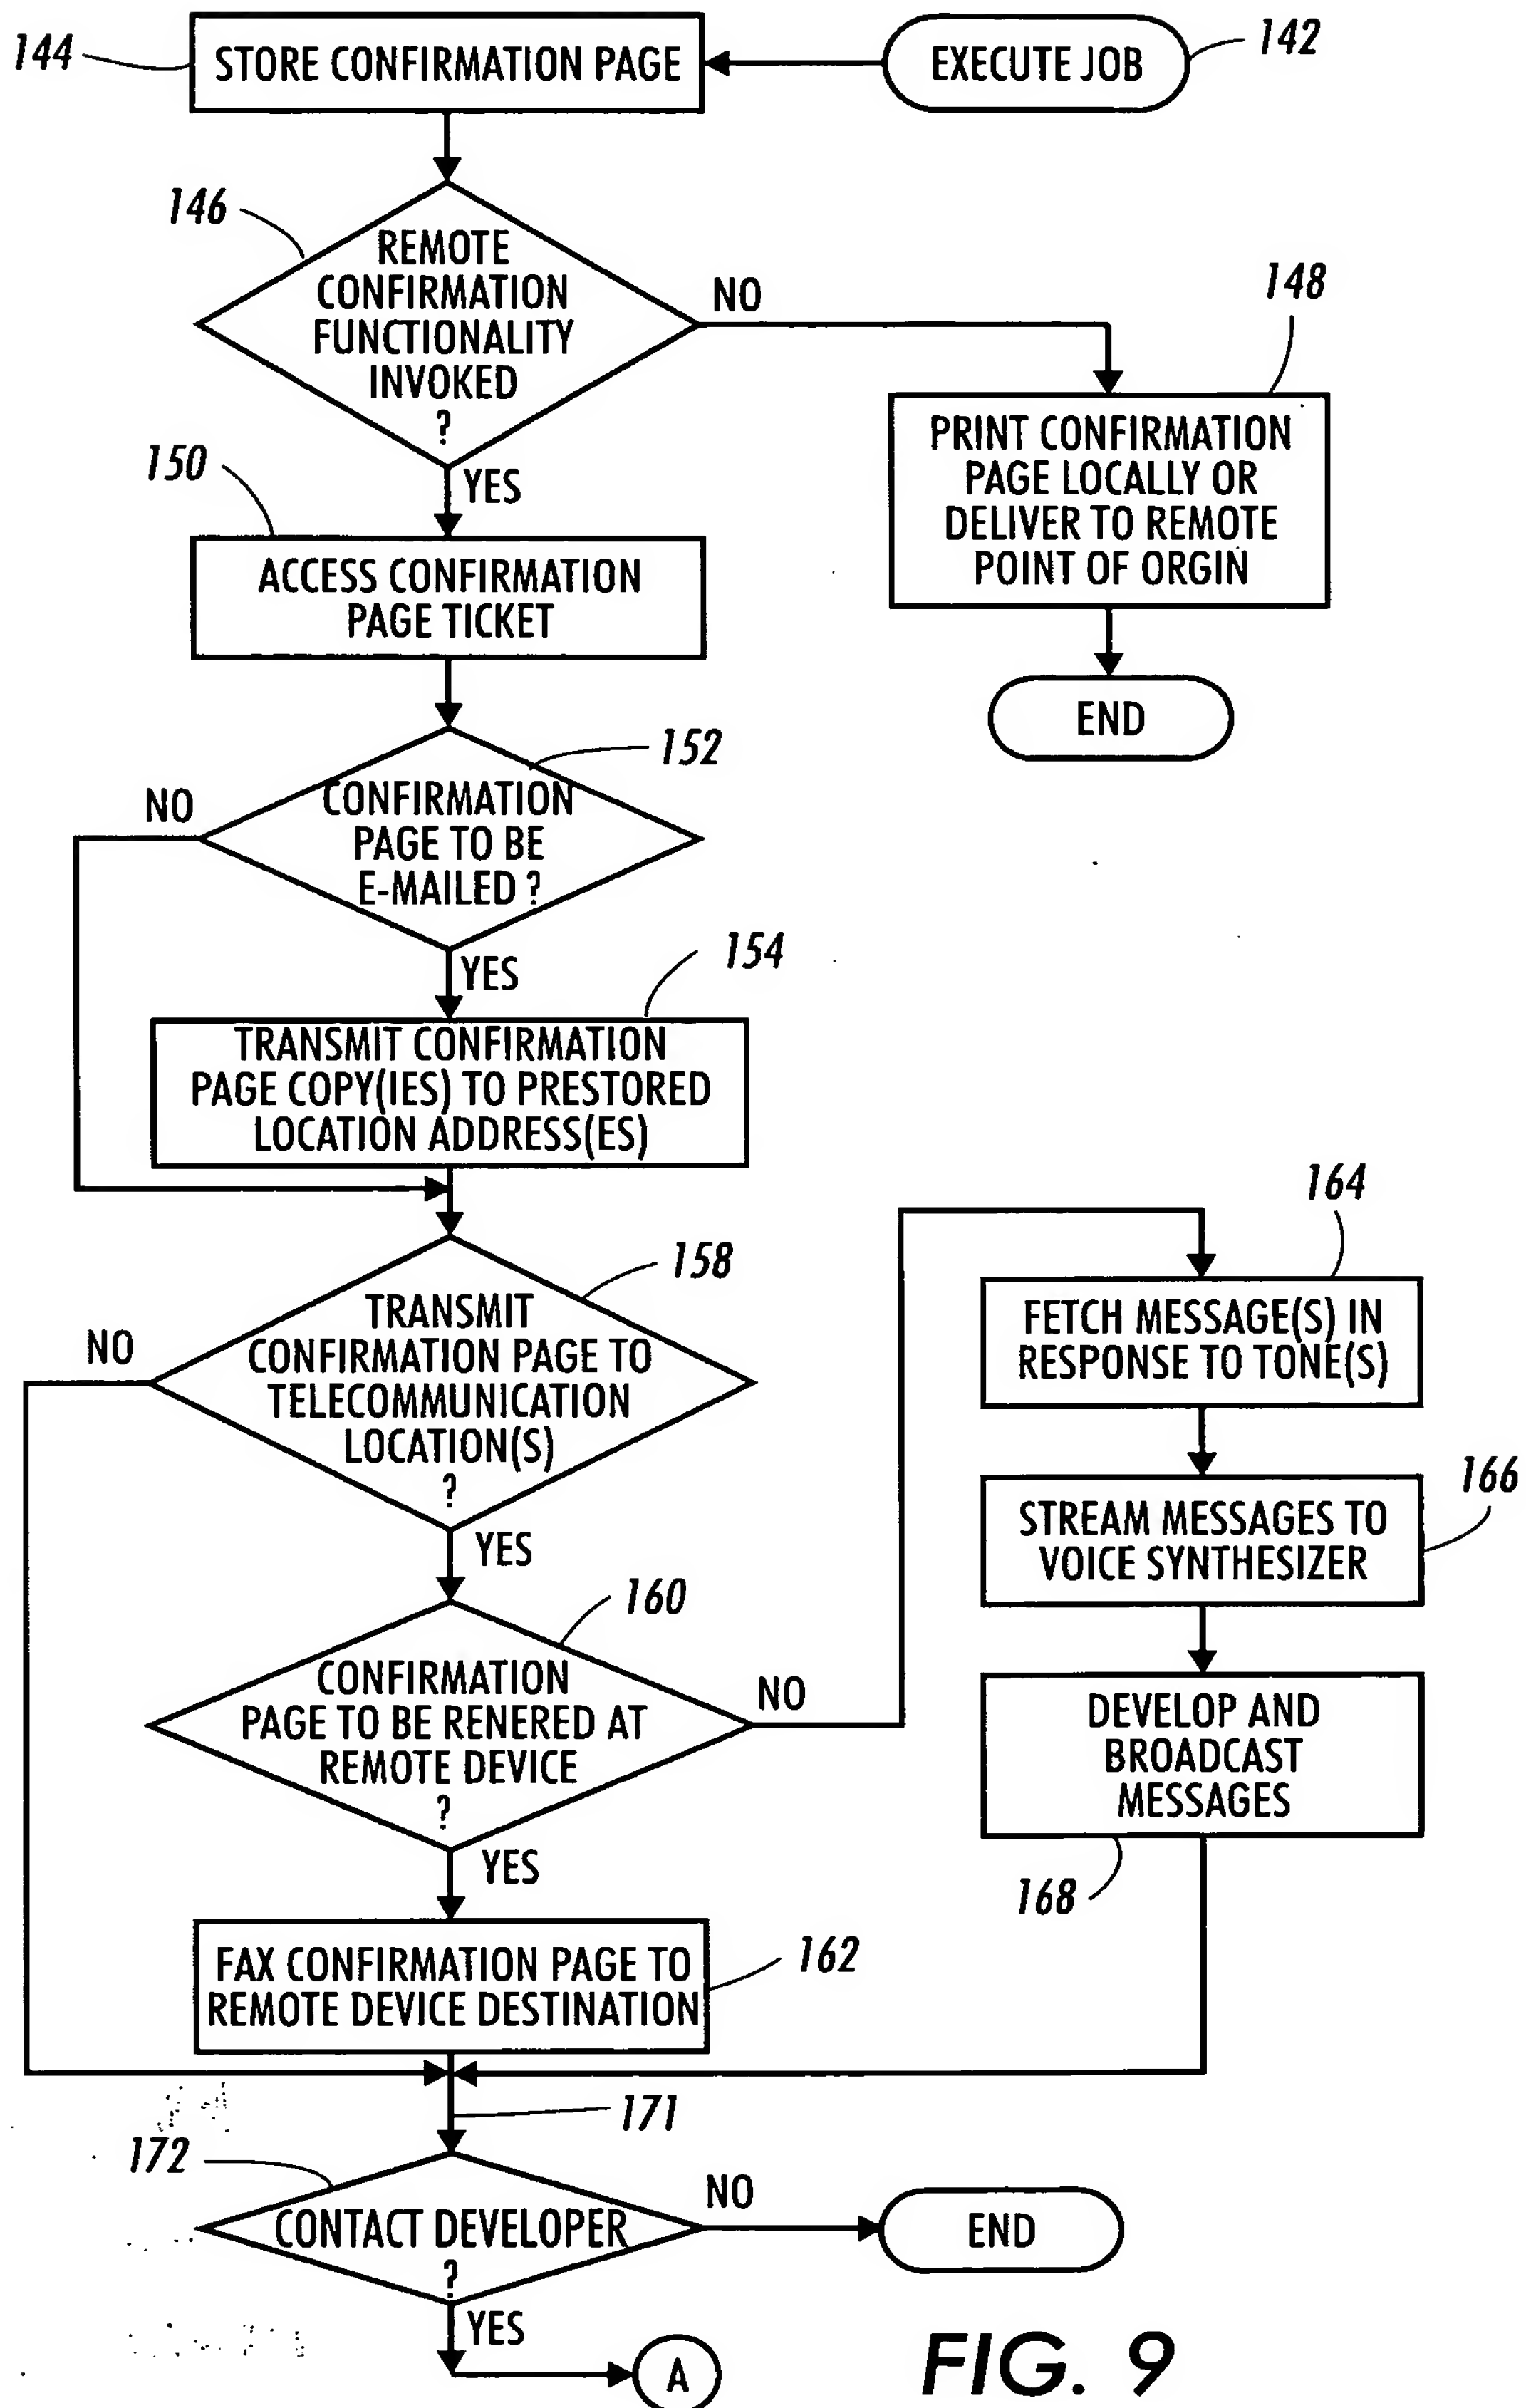 144
STORE CONFIRMATION PAGE
EXECUTE JOB
142
146
REMOTE
CONFIRMATION
FUNCTIONALITY
INVOKED
?
NO
148
PRINT CONFIRMATION
PAGE LOCALLY OR
DELIVER TO REMOTE
POINT OF ORGIN
END
YES
150
ACCESS CONFIRMATION
PAGE TICKET
152
NO
CONFIRMATION
PAGE TO BE
E-MAILED ?
YES
154
TRANSMIT CONFIRMATION
PAGE COPY(IES) TO PRESTORED
LOCATION ADDRESS(ES)
158
NO
TRANSMIT
CONFIRMATION PAGE TO
TELECOMMUNICATION
LOCATION(S)
?
YES
160
CONFIRMATION
PAGE TO BE RENERED AT
REMOTE DEVICE
?
NO
164
FETCH MESSAGE(S) IN
RESPONSE TO TONE(S)
166
STREAM MESSAGES TO
VOICE SYNTHESIZER
DEVELOP AND
BROADCAST
MESSAGES
168
YES
FAX CONFIRMATION PAGE TO
REMOTE DEVICE DESTINATION
162
171
172
CONTACT DEVELOPER
?
NO
END
YES
A
FIG. 9